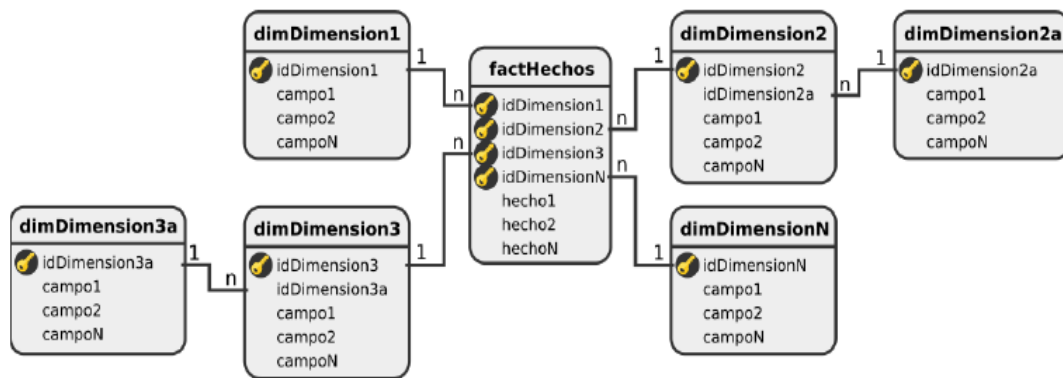 dimDimension1
idDimension1
campo1
campo2
campoN
1
n
factHechos
idDimension1
idDimension2
idDimension3
idDimensionN
hecho1
hecho2
hechoN
n
1
dimDimension2
idDimension2
idDimension2a
campo1
campo2
campoN
n
1
dimDimension2a
idDimension2a
campo1
campo2
campoN
dimDimension3a
idDimension3a
campo1
campo2
campoN
1
n
dimDimension3
idDimension3
idDimension3a
campo1
campo2
campoN
1
n
n
1
dimDimensionN
idDimensionN
campo1
campo2
campoN